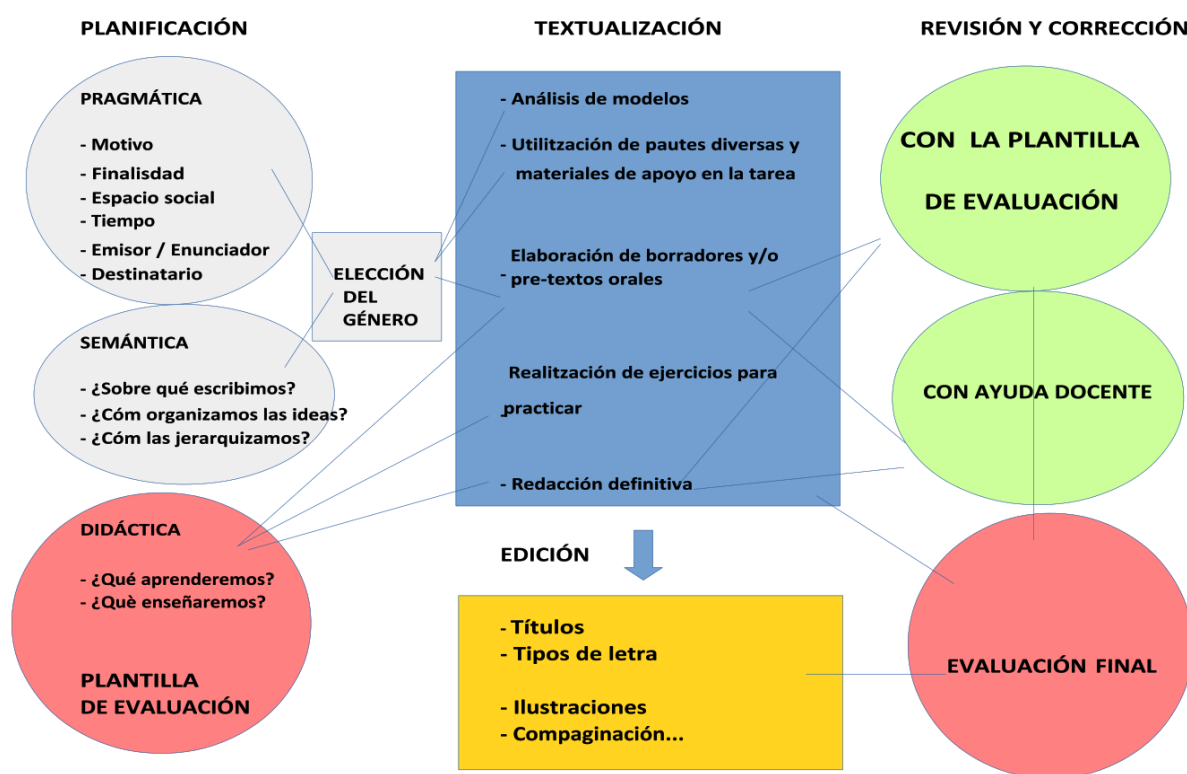 PLANIFICACIÓN
PRAGMÁTICA
- Motivo
- Finalisdad
- Espacio social
- Tiempo
- Emisor / Enunciador
- Destinatario
SEMÁNTICA
- ¿Sobre qué escribimos?
- ¿Cóm organizamos las ideas?
- ¿Cóm las jerarquizamos?
DIDÁCTICA
- ¿Qué aprenderemos?
- ¿Què enseñaremos?
PLANTILLA
DE EVALUACIÓN
ELECCIÓN
DEL
GÉNERO
TEXTUALIZACIÓN
- Análisis de modelos
- Utilitzación de pautes diversas y
materiales de apoyo en la tarea
Elaboración de borradores y/o
- pre-textos orales
Realitzación de ejercicios para
practicar
- Redacción definitiva
EDICIÓN
- Títulos
- Tipos de letra
- Ilustraciones
- Compaginación...
REVISIÓN Y CORRECCIÓN
CON LA PLANTILLA
DE EVALUACIÓN
CON AYUDA DOCENTE
EVALUACIÓN FINAL